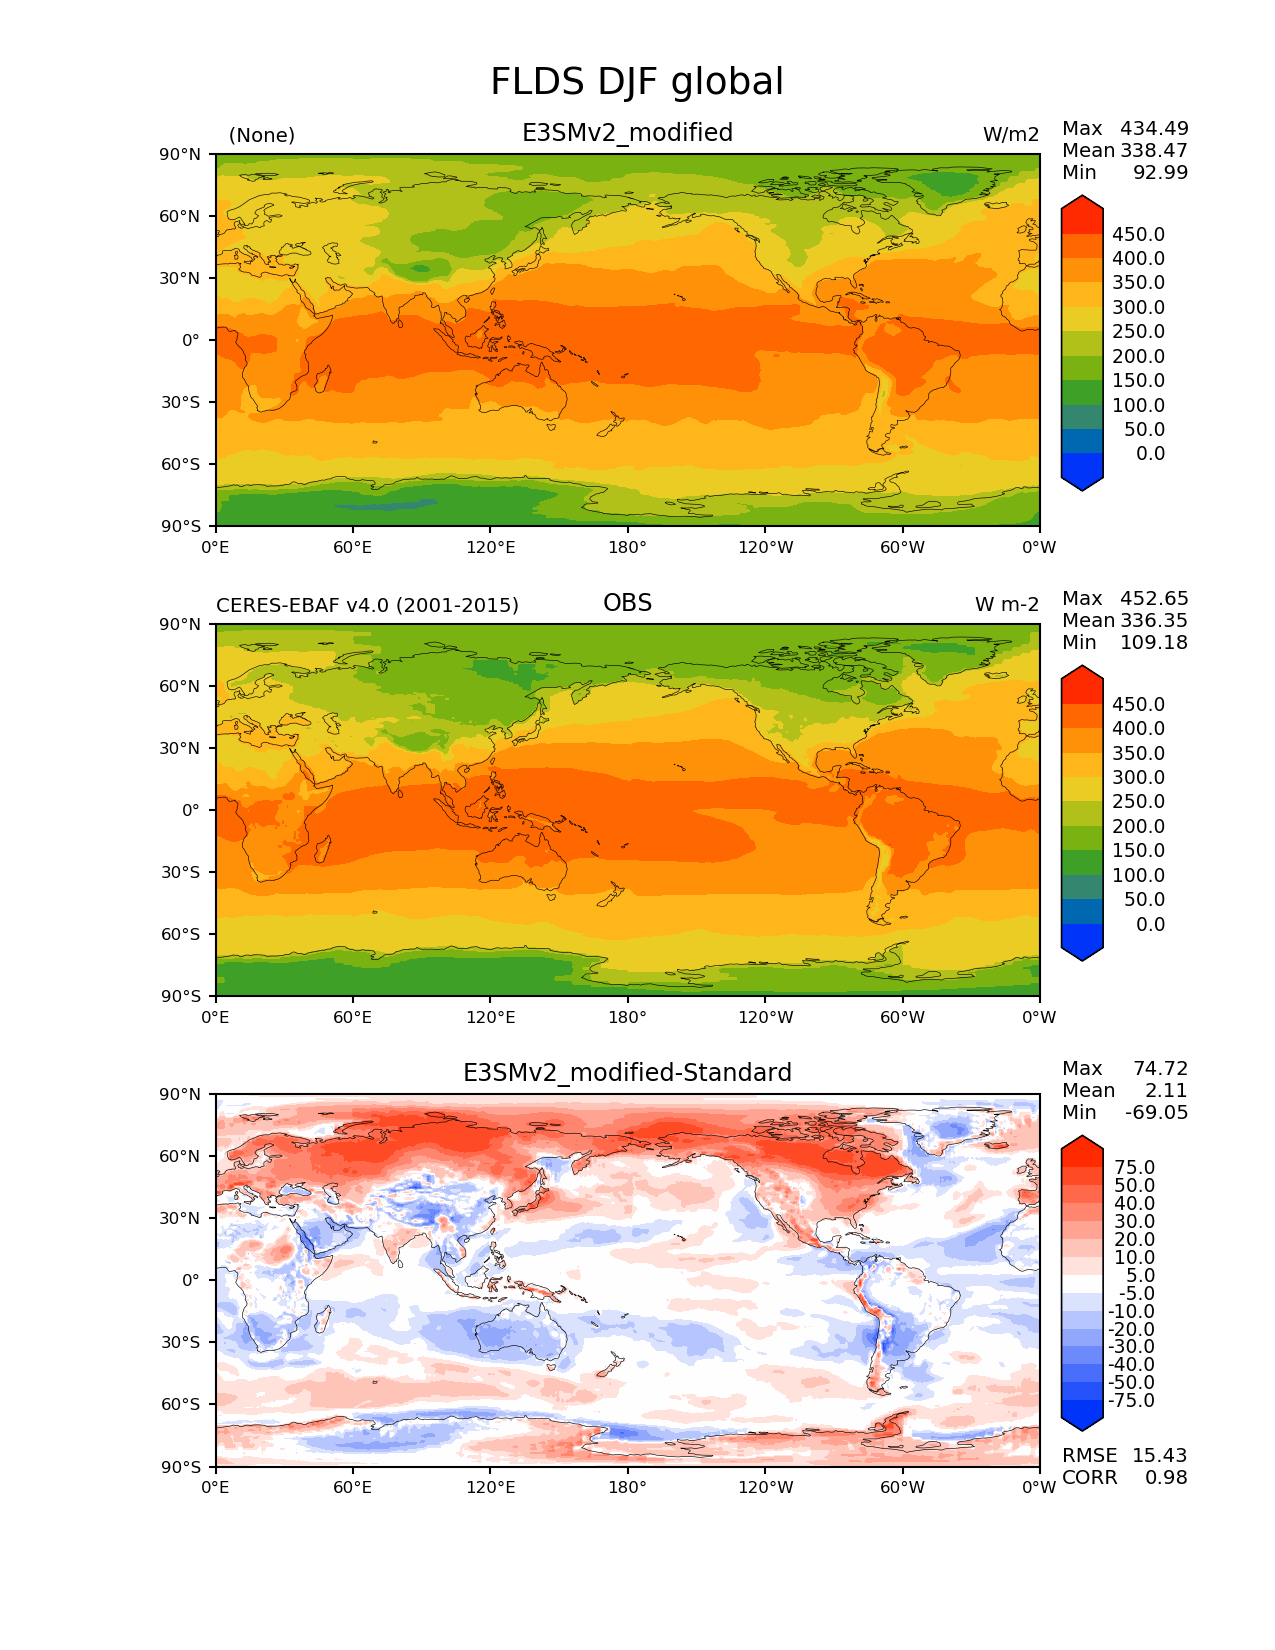 FLDS DJF global
(None) E3SMv2_modified W/m2
Max 434.49
Mean 338.47
Min 92.99
90°N
60°N
30°N
0°
30°S
60°S
90°S
0°E 60°E 120°E 180° 120°W 60°W 0°W
450.0
400.0
350.0
300.0
250.0
200.0
150.0
100.0
50.0
0.0
CERES-EBAF v4.0 (2001-2015) OBS W m-2
Max 452.65
Mean 336.35
Min 109.18
90°N
60°N
30°N
0°
30°S
60°S
90°S
0°E 60°E 120°E 180° 120°W 60°W 0°W
450.0
400.0
350.0
300.0
250.0
200.0
150.0
100.0
50.0
0.0
E3SMv2_modified-Standard
Max 74.72
Mean 2.11
Min -69.05
90°N
60°N
30°N
0°
30°S
60°S
90°S
0°E 60°E 120°E 180° 120°W 60°W 0°W
75.0
50.0
40.0
30.0
20.0
10.0
5.0
-5.0
-10.0
-20.0
-30.0
-40.0
-50.0
-75.0
RMSE 15.43
CORR 0.98